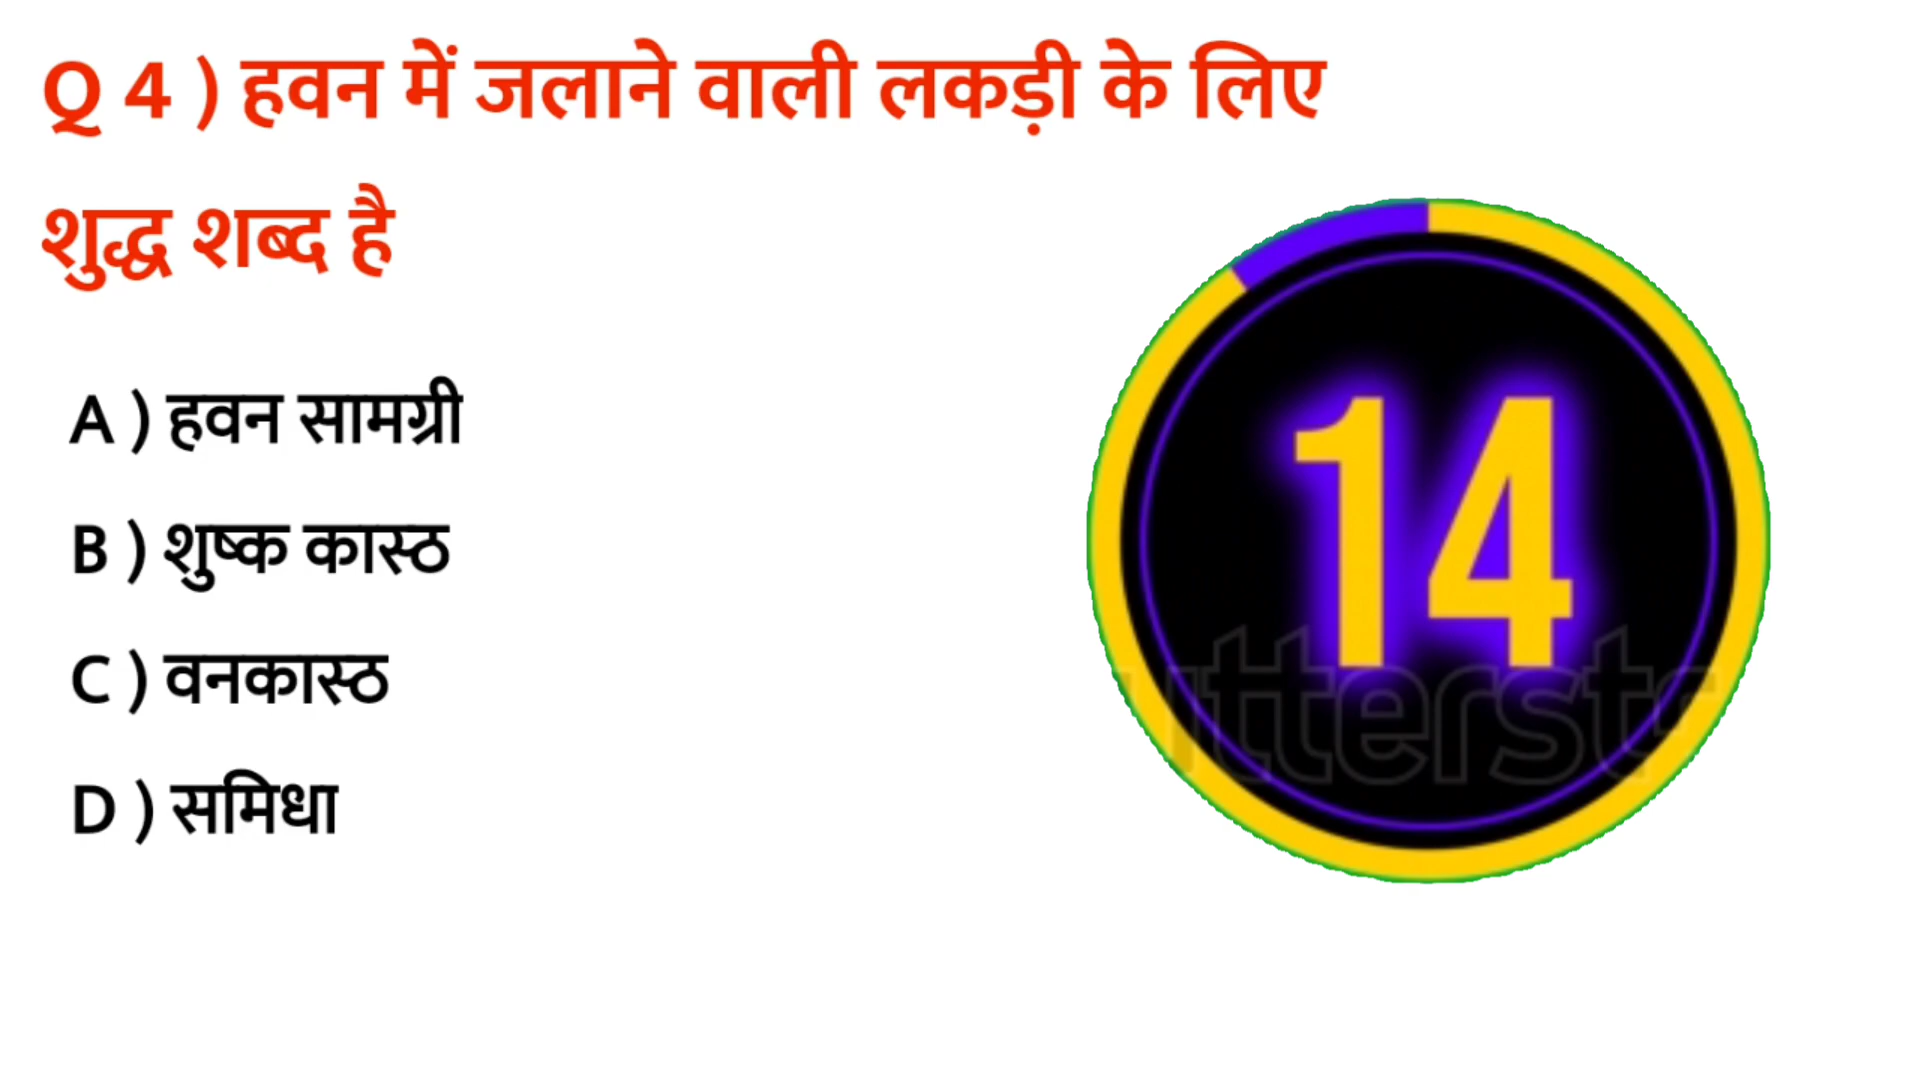 Q 4 ) हवन में जलाने वाली लकड़ी के लिए
शुद्ध शब्द है
A ) हवन सामग्री
B ) शुष्क कास्ठ
C ) वनकास्ठ
D ) समिधा
14